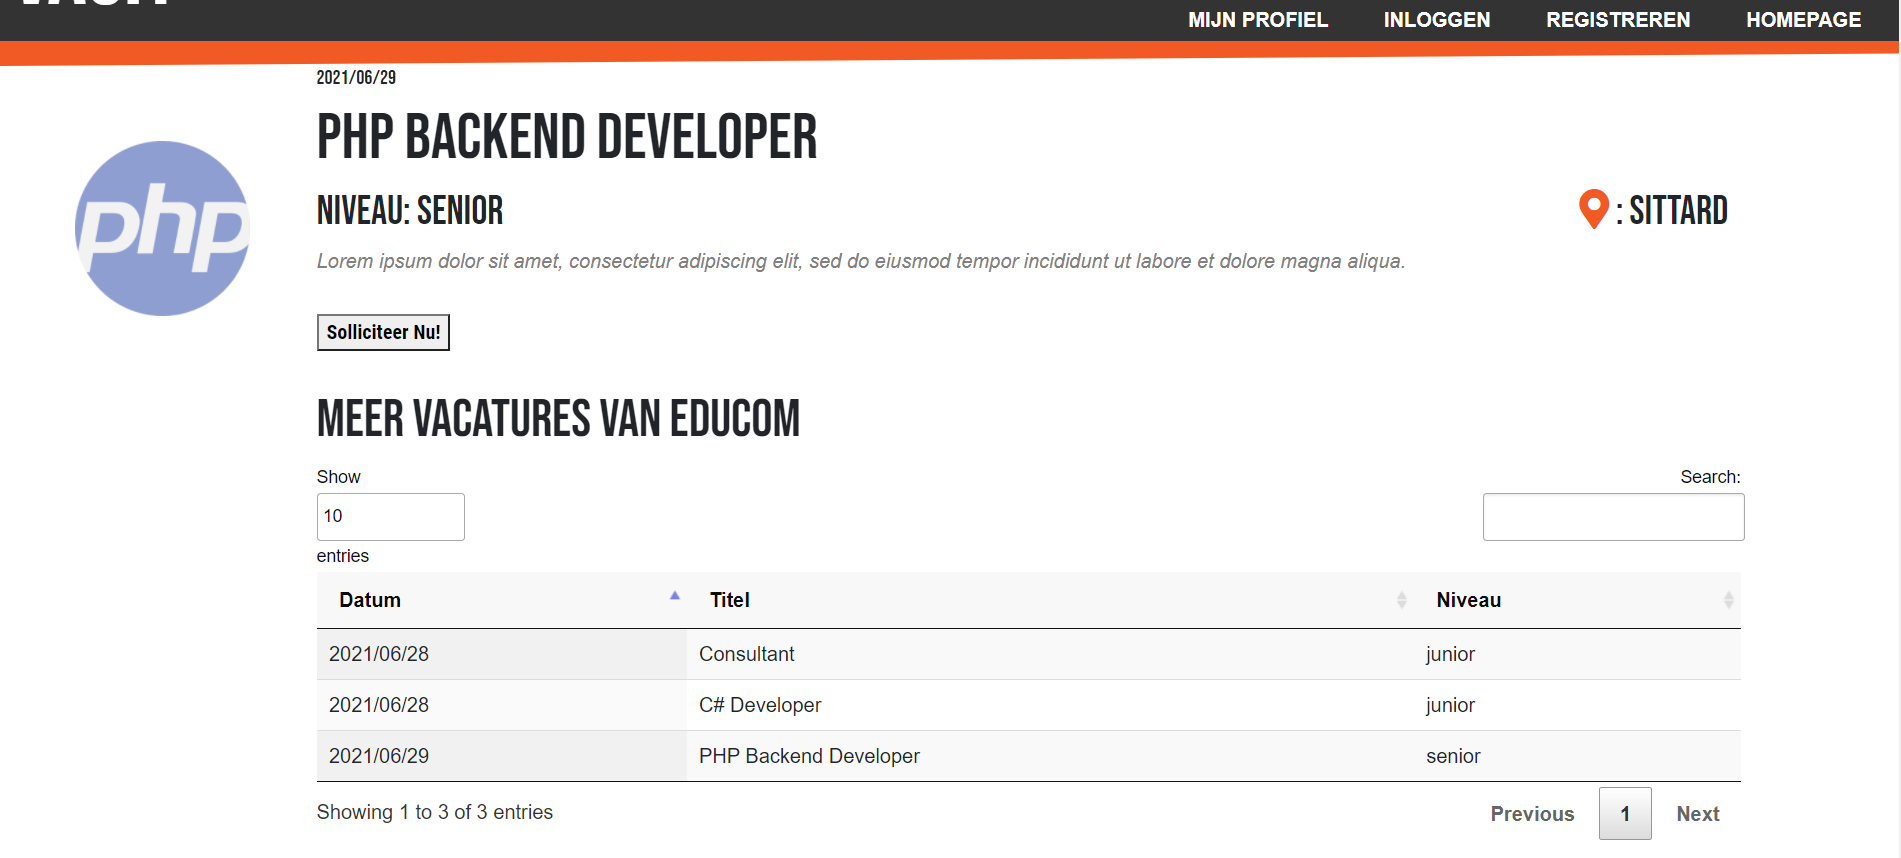 MIJN PROFIEL INLOGGEN REGISTREREN HOMEPAGE
2021/06/29
PHP BACKEND DEVELOPER
php
NIVEAU: SENIOR : SITTARD
Lorem ipsum dolor sit amet, consectetur adipiscing elit, sed do eiusmod tempor incididunt ut labore et dolore magna aliqua.
Solliciteer Nu!
MEER VACATURES VAN EDUCOM
Show Search:
10
entries
Datum Titel Niveau
2021/06/28 Consultant junior
2021/06/28 C# Developer junior
2021/06/29 PHP Backend Developer senior
Showing 1 to 3 of 3 entries Previous 1 Next